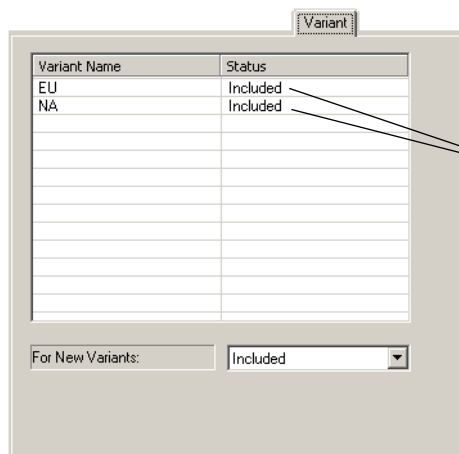 Variant
Variant Name Status
EU Included
NA Included
For New Variants: Included